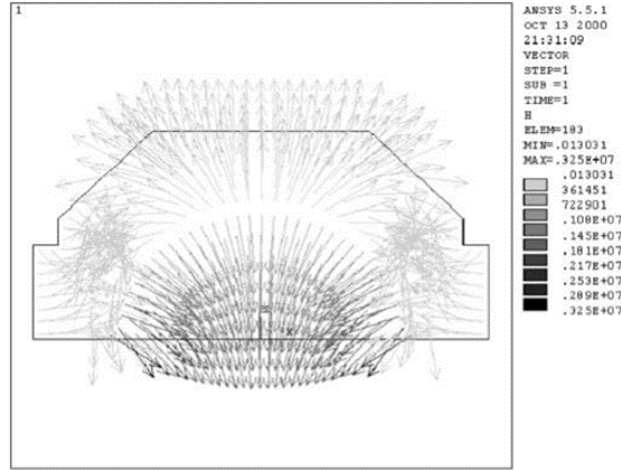 1
ANSYS 5.5.1
OCT 13 2000
21:31:09
VECTOR
STEP=1
SUB =1
TIME=1
H
ELEM=183
MIN=.013031
MAX=.325E+07
.013031
361451
722901
.108E+07
.145E+07
.181E+07
.217E+07
.253E+07
.289E+07
.325E+07